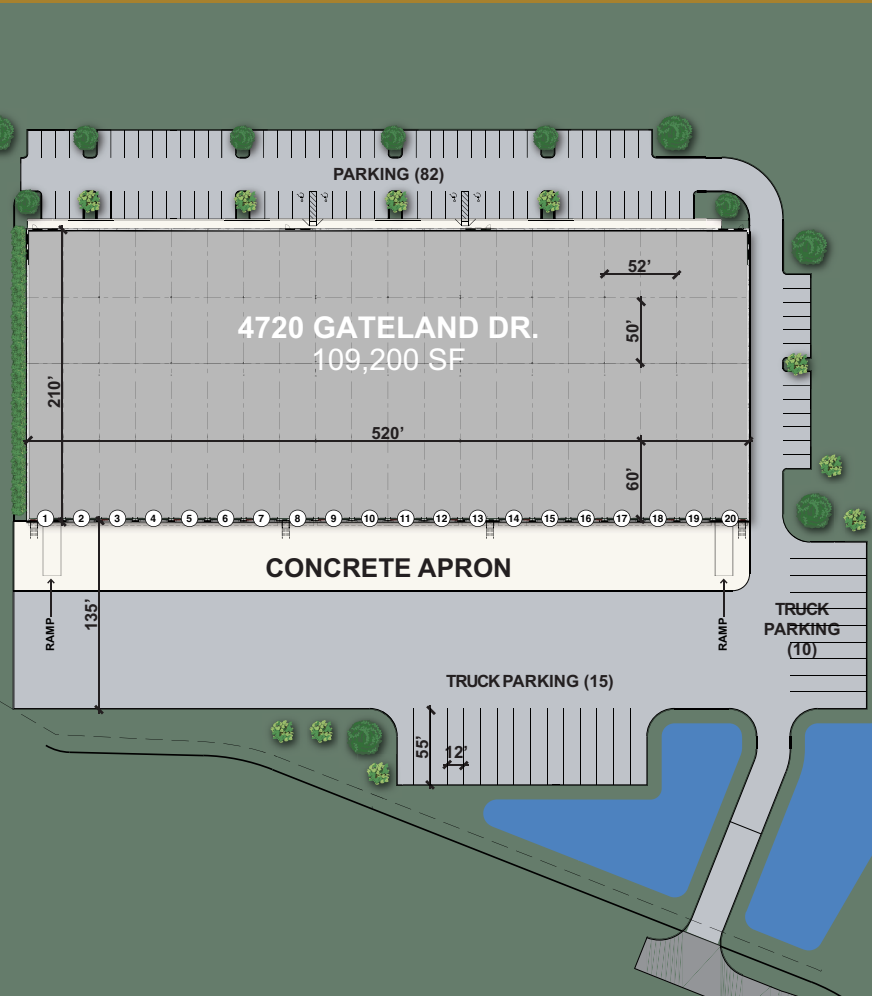 PARKING (82)
52’
4720 GATELAND DR.
50’
109,200 SF
210’
520’
60’
1 2 3 4 5 6 7 8 9 10 11 12 13 14 15 16 17 18 19 20
CONCRETE APRON
135’
RAMP
RAMP
TRUCK
PARKING
(10)
TRUCK PARKING (15)
55’
12’